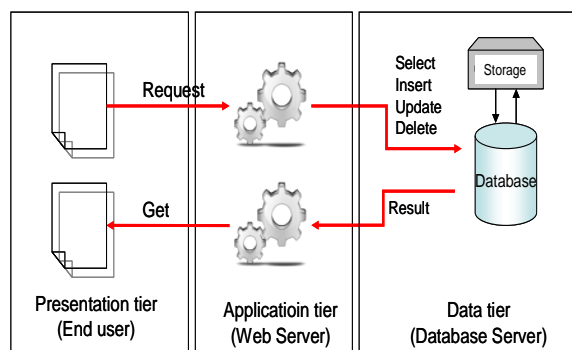 Request
Select
Insert
Update
Delete
Storage
Database
Get
Result
Presentation tier
(End user)
Applicatioin tier
(Web Server)
Data tier
(Database Server)